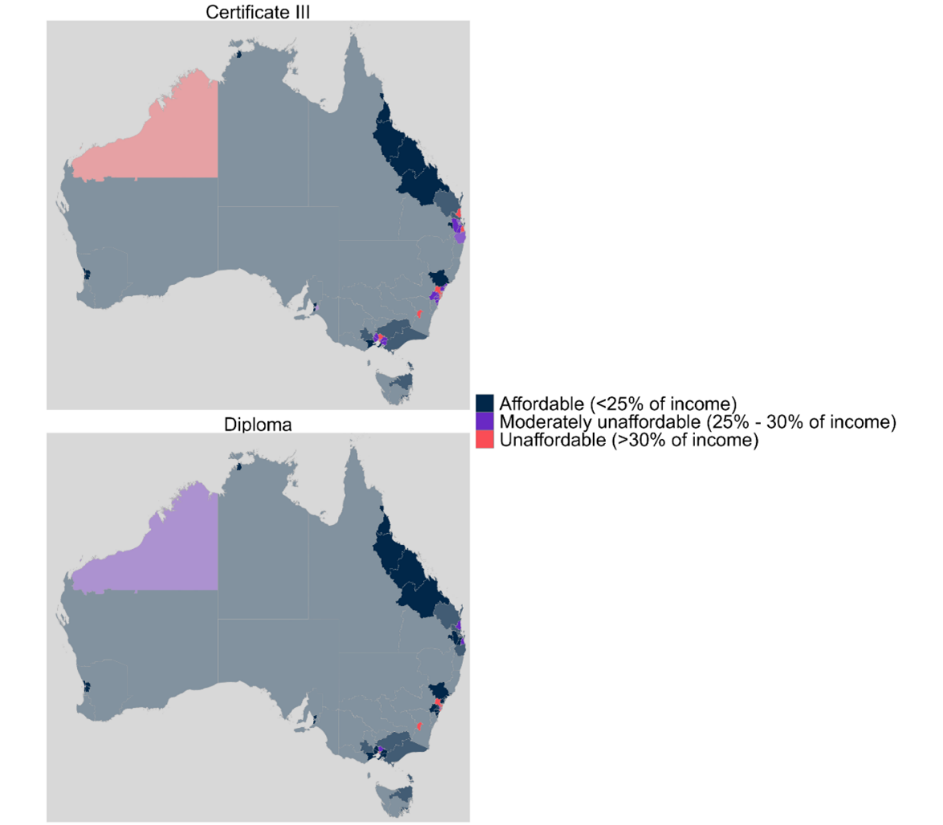 Certificate III
Affordable (<25% of income)
Moderately unaffordable (25% - 30% of income)
Unaffordable (>30% of income)
Diploma